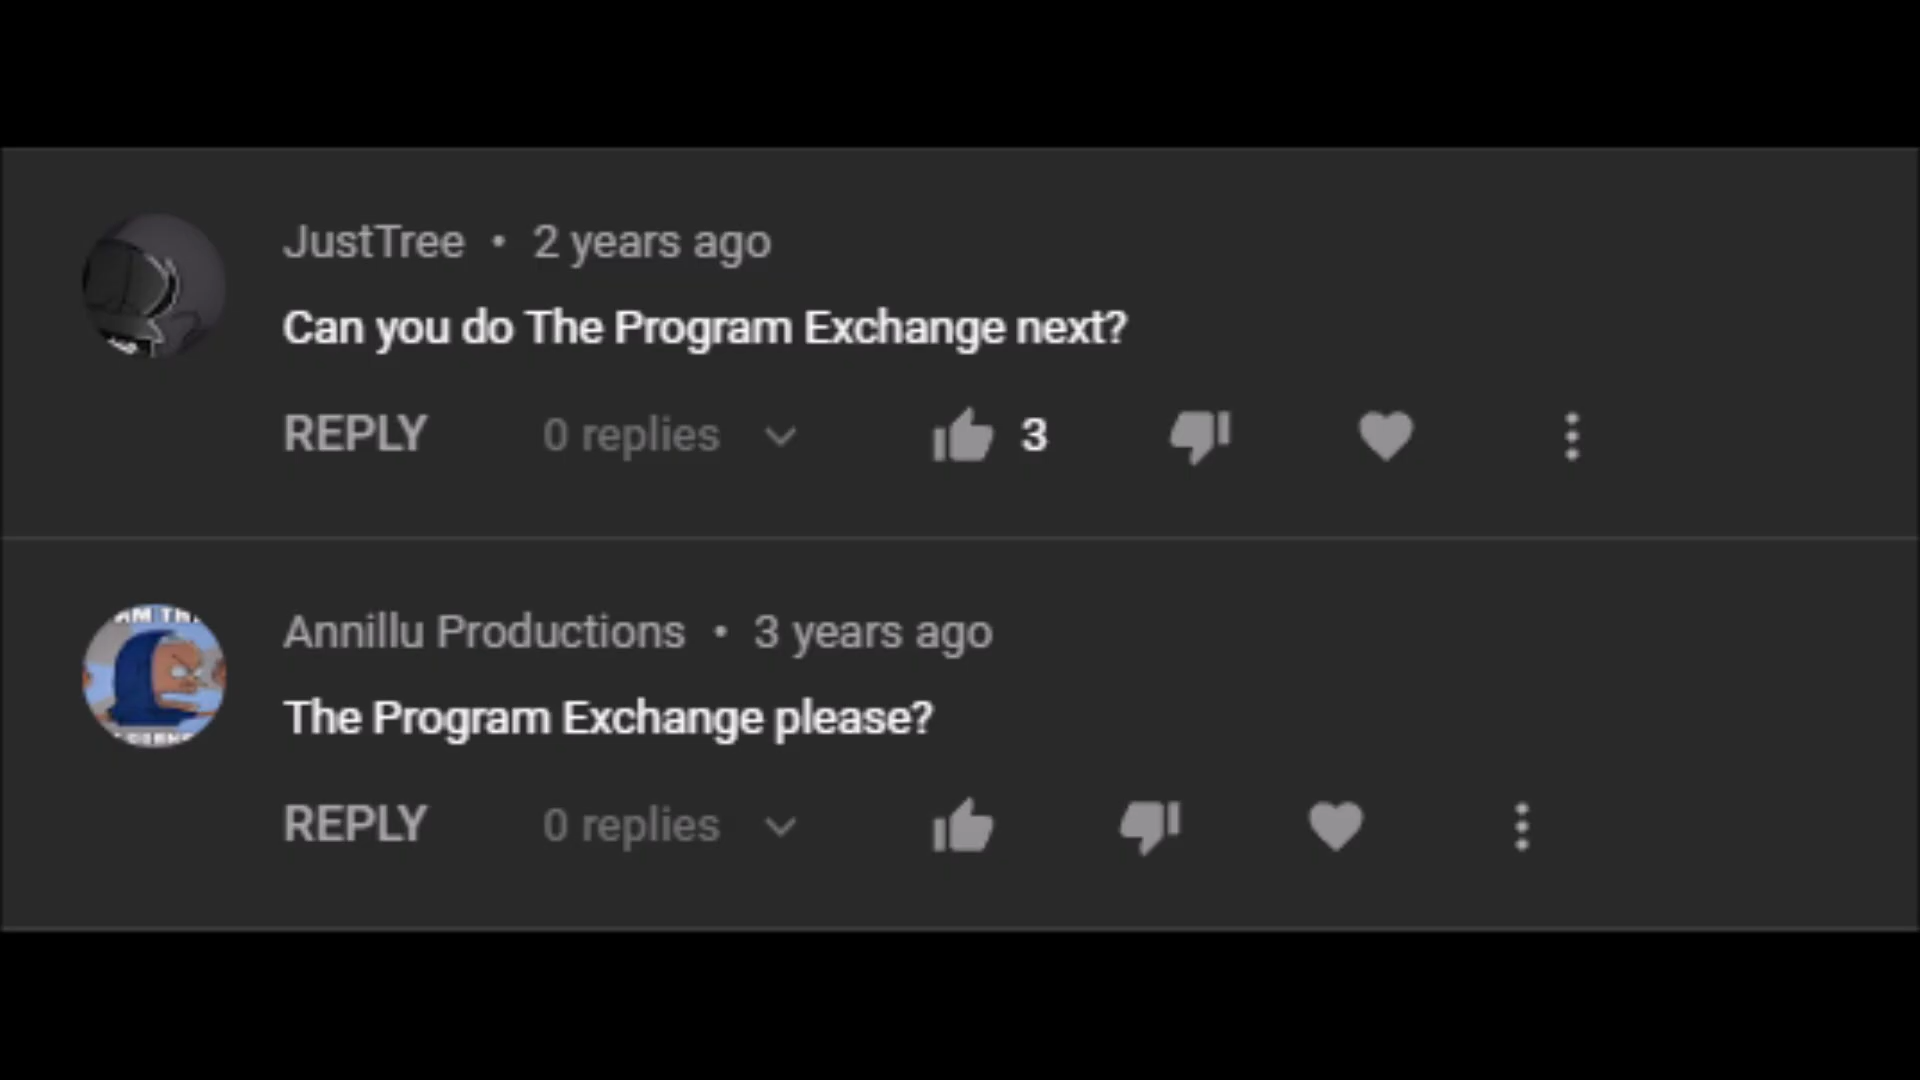 JustTree • 2 years ago
Can you do The Program Exchange next?
REPLY 0 replies 3
Annillu Productions • 3 years ago
The Program Exchange please?
REPLY 0 replies